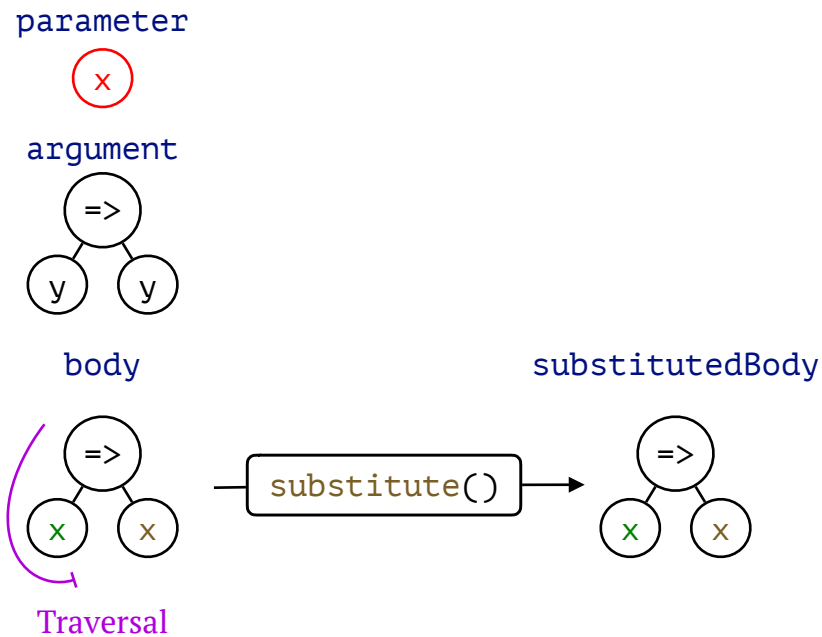 parameter
x
argument
=>
y y
body substitutedBody
=> substitute() =>
x x x x
Traversal